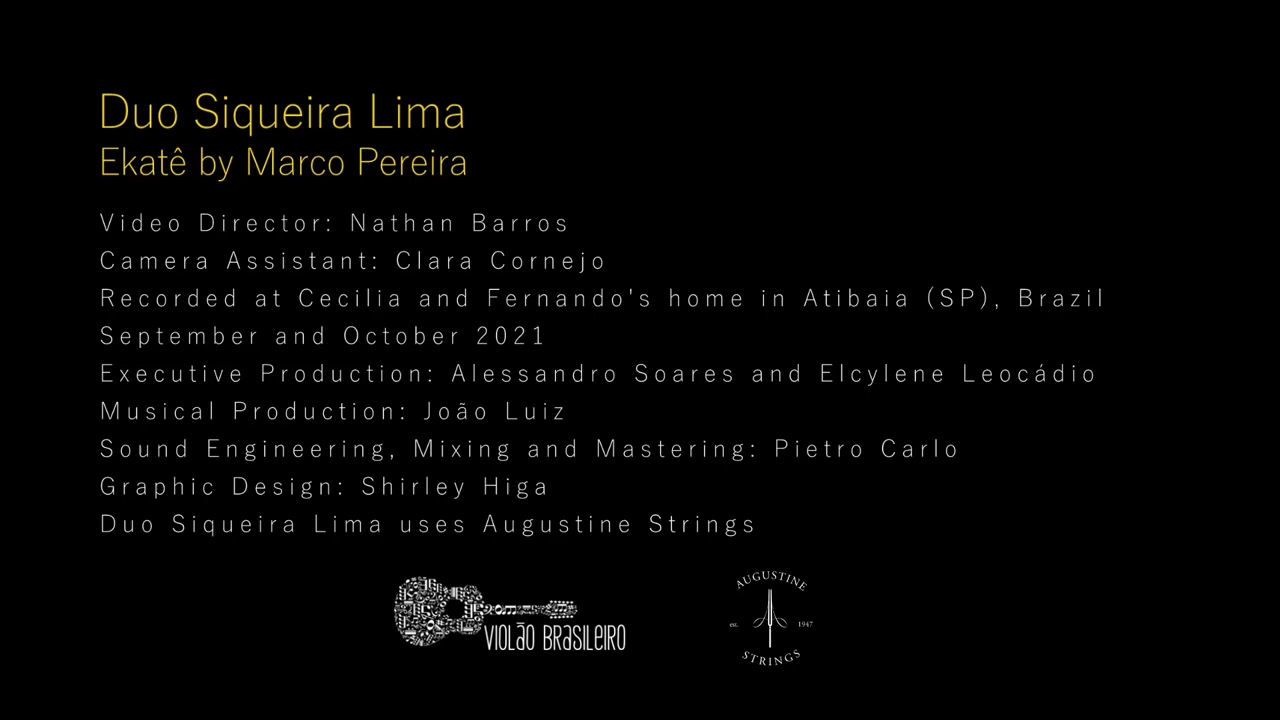 Duo Siqueira Lima
Ekatê by Marco Pereira
Video Director: Nathan Barros
Camera Assistant: Clara Cornejo
Recorded at Cecilia and Fernando's home in Atibaia (SP), Brazil
September and October 2021
Executive Production: Alessandro Soares and Elcylene Leocádio
Musical Production: João Luiz
Sound Engineering, Mixing and Mastering: Pietro Carlo
Graphic Design: Shirley Higa
Duo Siqueira Lima uses Augustine Strings
VIOLãO BRaSILeIRO
AUGUSTINE
est. 1947
STRINGS